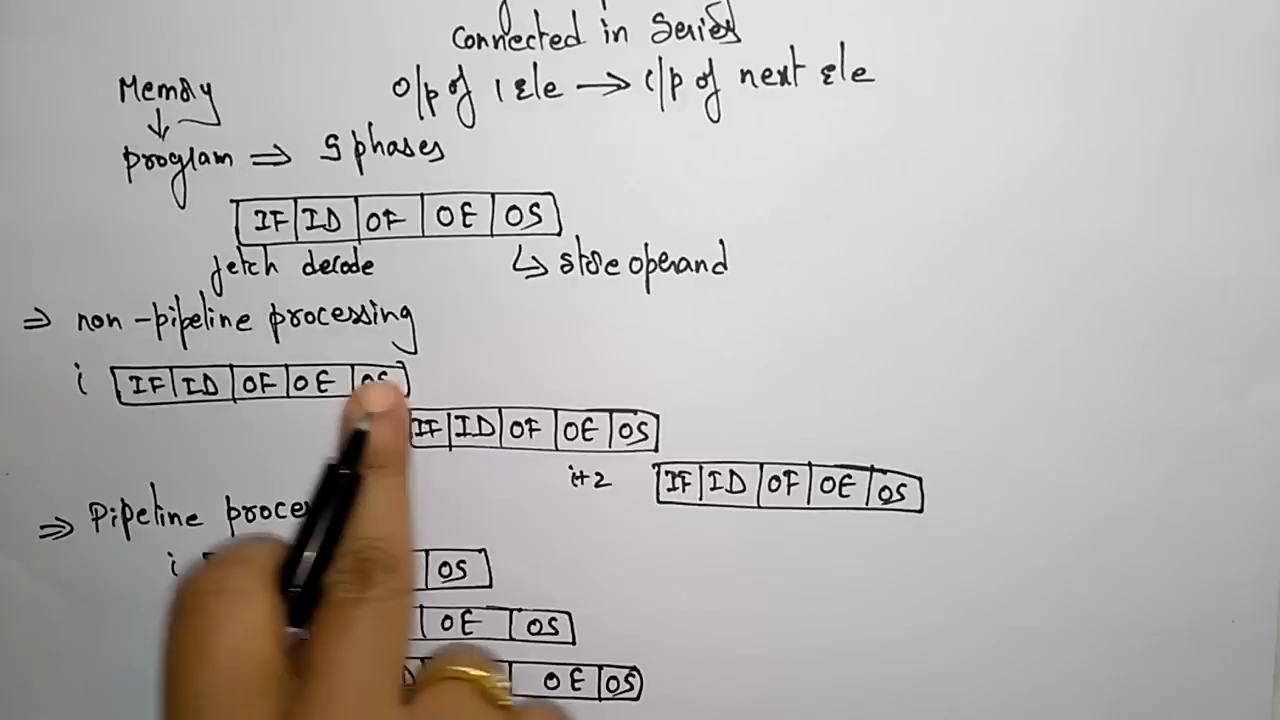 Connected in Series
O/p of 1 ele → i/p of next ele
Memory
↓
program ⇒ 5 phases
IF ID OF OE OS
fetch decode ↳ store operand
⇒ non-pipeline processing
i IF ID OF OE OS
IF ID OF OE OS
i+2 IF ID OF OE OS
⇒ Pipeline
i OS
OE OS
OE OS